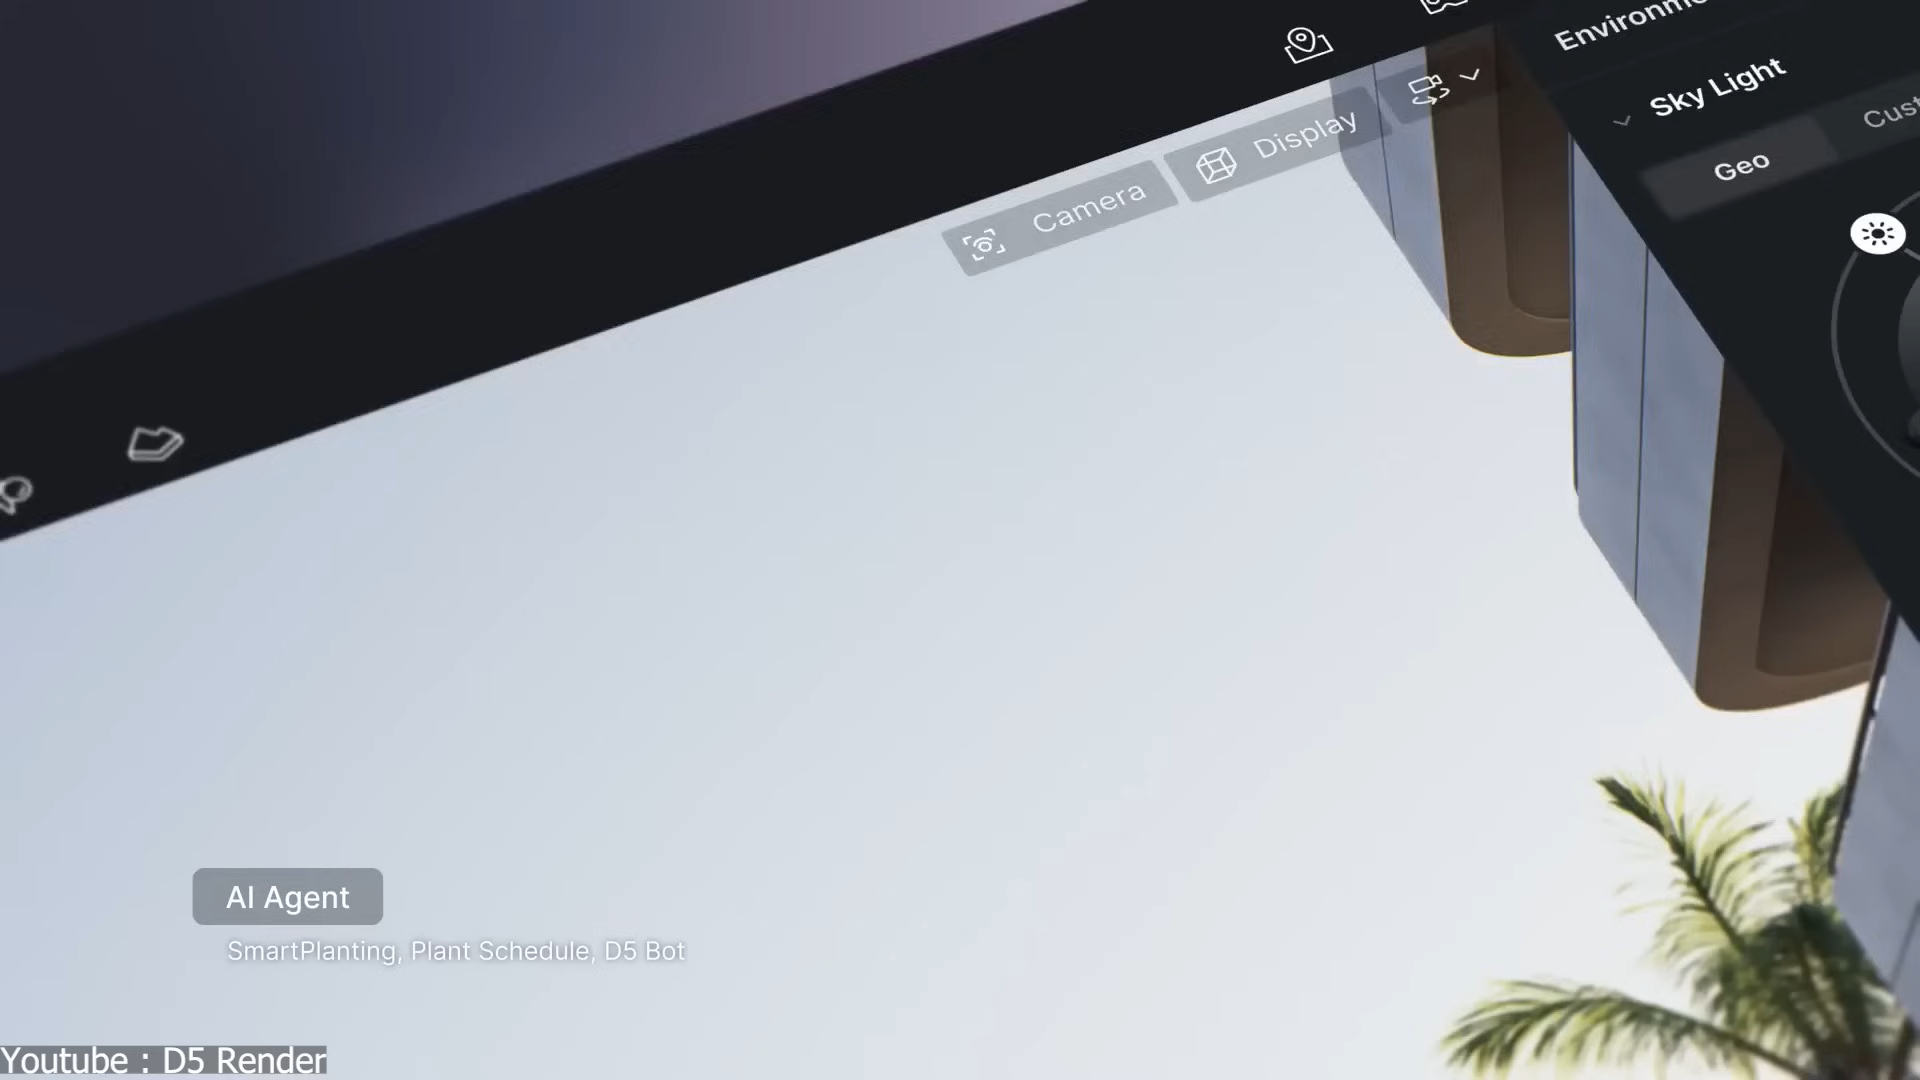 Environm
Sky Light
Cust
Geo
Display
Camera
AI Agent
SmartPlanting, Plant Schedule, D5 Bot
Youtube : D5 Render